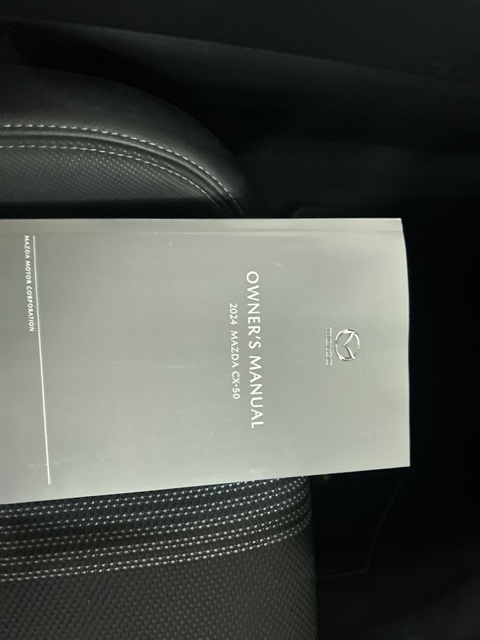 mazda
OWNER'S MANUAL
2024 MAZDA CX-50
MAZDA MOTOR CORPORATION